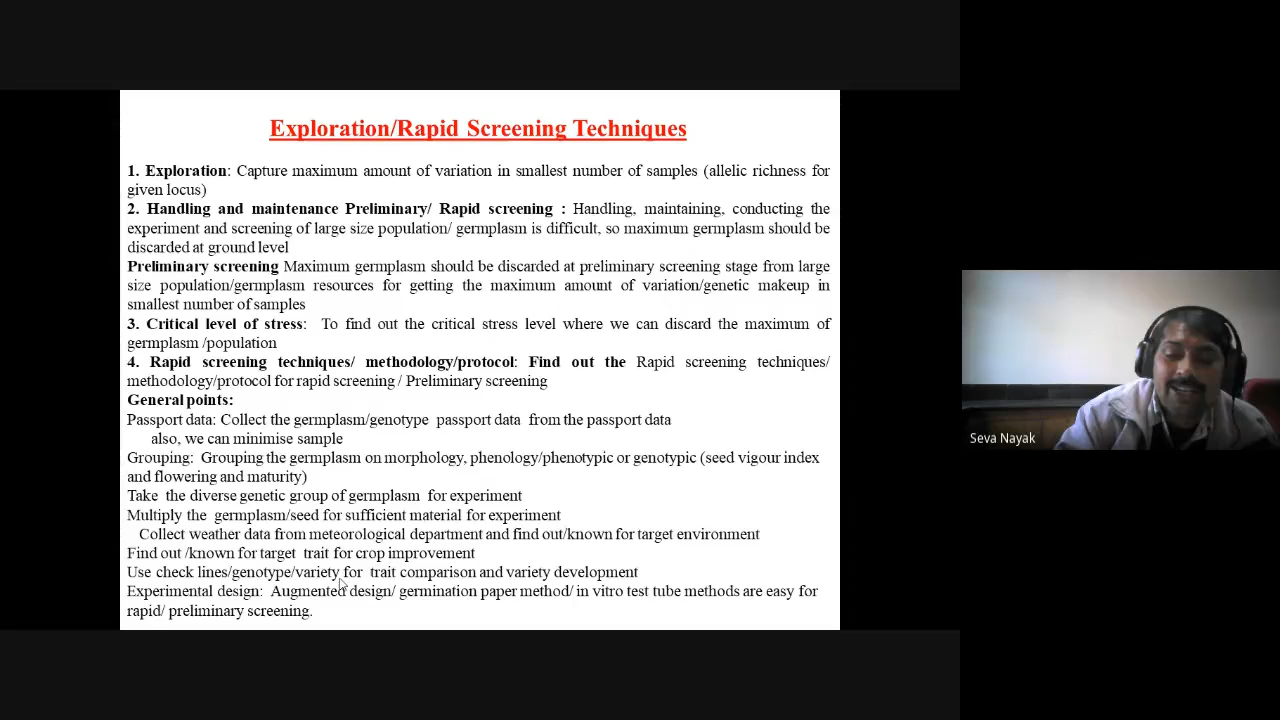 Exploration/Rapid Screening Techniques
1. Exploration: Capture maximum amount of variation in smallest number of samples (allelic richness for
given locus)
2. Handling and maintenance Preliminary/ Rapid screening : Handling, maintaining, conducting the
experiment and screening of large size population/ germplasm is difficult, so maximum germplasm should be
discarded at ground level
Preliminary screening Maximum germplasm should be discarded at preliminary screening stage from large
size population/germplasm resources for getting the maximum amount of variation/genetic makeup in
smallest number of samples
3. Critical level of stress: To find out the critical stress level where we can discard the maximum of
germplasm /population
4. Rapid screening techniques/ methodology/protocol: Find out the Rapid screening techniques/
methodology/protocol for rapid screening / Preliminary screening
General points:
Passport data: Collect the germplasm/genotype passport data from the passport data
also, we can minimise sample
Grouping: Grouping the germplasm on morphology, phenology/phenotypic or genotypic (seed vigour index
and flowering and maturity)
Take the diverse genetic group of germplasm for experiment
Multiply the germplasm/seed for sufficient material for experiment
Collect weather data from meteorological department and find out/known for target environment
Find out /known for target trait for crop improvement
Use check lines/genotype/variety for trait comparison and variety development
Experimental design: Augmented design/ germination paper method/ in vitro test tube methods are easy for
rapid/ preliminary screening.
Seva Nayak